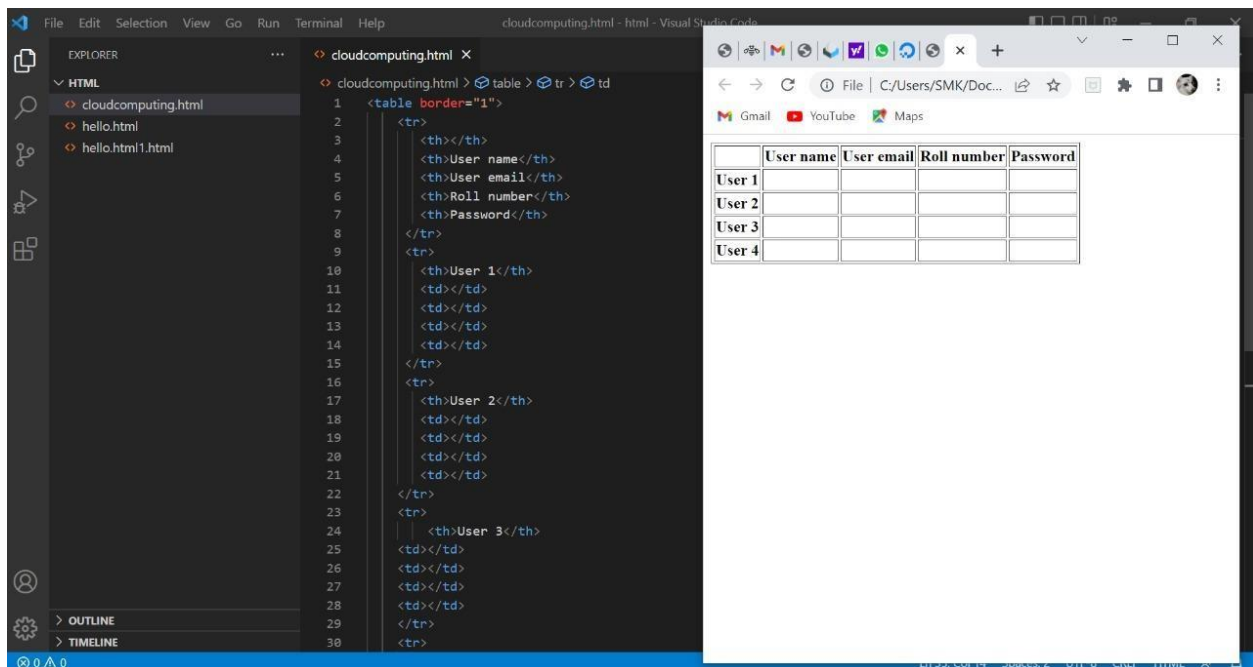 File Edit Selection View Go Run Terminal Help
cloudcomputing.html - html - Visual Studio Code
EXPLORER
HTML
cloudcomputing.html
hello.html
hello.html1.html
OUTLINE
TIMELINE
0 0
cloudcomputing.html
cloudcomputing.html > table > tr > td
1 <table border="1">
2 <tr>
3 <th></th>
4 <th>User name</th>
5 <th>User email</th>
6 <th>Roll number</th>
7 <th>Password</th>
8 </tr>
9 <tr>
10 <th>User 1</th>
11 <td></td>
12 <td></td>
13 <td></td>
14 <td></td>
15 </tr>
16 <tr>
17 <th>User 2</th>
18 <td></td>
19 <td></td>
20 <td></td>
21 <td></td>
22 </tr>
23 <tr>
24 <th>User 3</th>
25 <td></td>
26 <td></td>
27 <td></td>
28 <td></td>
29 </tr>
30 <tr>
File | C:/Users/SMK/Doc...
Gmail YouTube Maps
User name User email Roll number Password
User 1
User 2
User 3
User 4